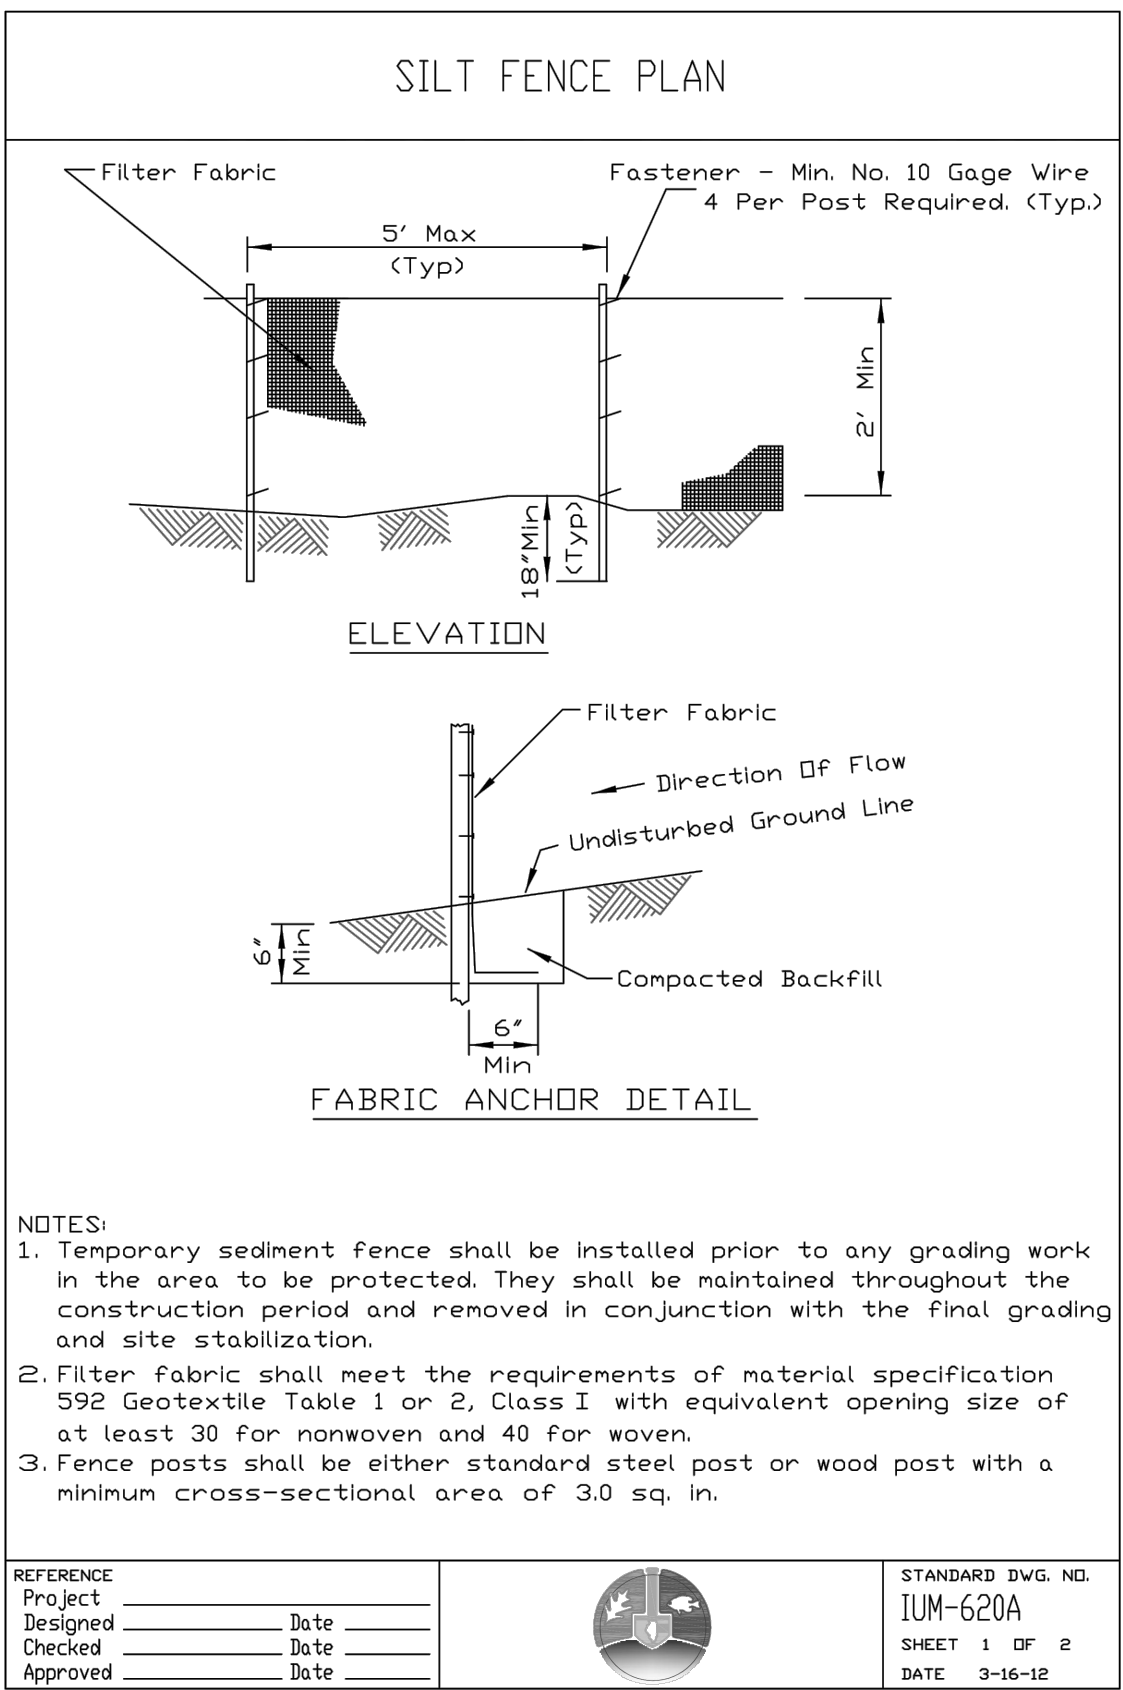 SILT FENCE PLAN
Filter Fabric
Fastener - Min. No. 10 Gage Wire
4 Per Post Required. (Typ.)
5' Max
(Typ)
2' Min
18"Min
(Typ)
ELEVATION
Filter Fabric
Direction Of Flow
Undisturbed Ground Line
6"
Min
Compacted Backfill
6"
Min
FABRIC ANCHOR DETAIL
NOTES:
1. Temporary sediment fence shall be installed prior to any grading work
in the area to be protected. They shall be maintained throughout the
construction period and removed in conjunction with the final grading
and site stabilization.
2. Filter fabric shall meet the requirements of material specification
592 Geotextile Table 1 or 2, Class I with equivalent opening size of
at least 30 for nonwoven and 40 for woven.
3. Fence posts shall be either standard steel post or wood post with a
minimum cross-sectional area of 3.0 sq. in.
REFERENCE
Project
Designed Date
Checked Date
Approved Date
STANDARD DWG. NO.
IUM-620A
SHEET 1 OF 2
DATE 3-16-12